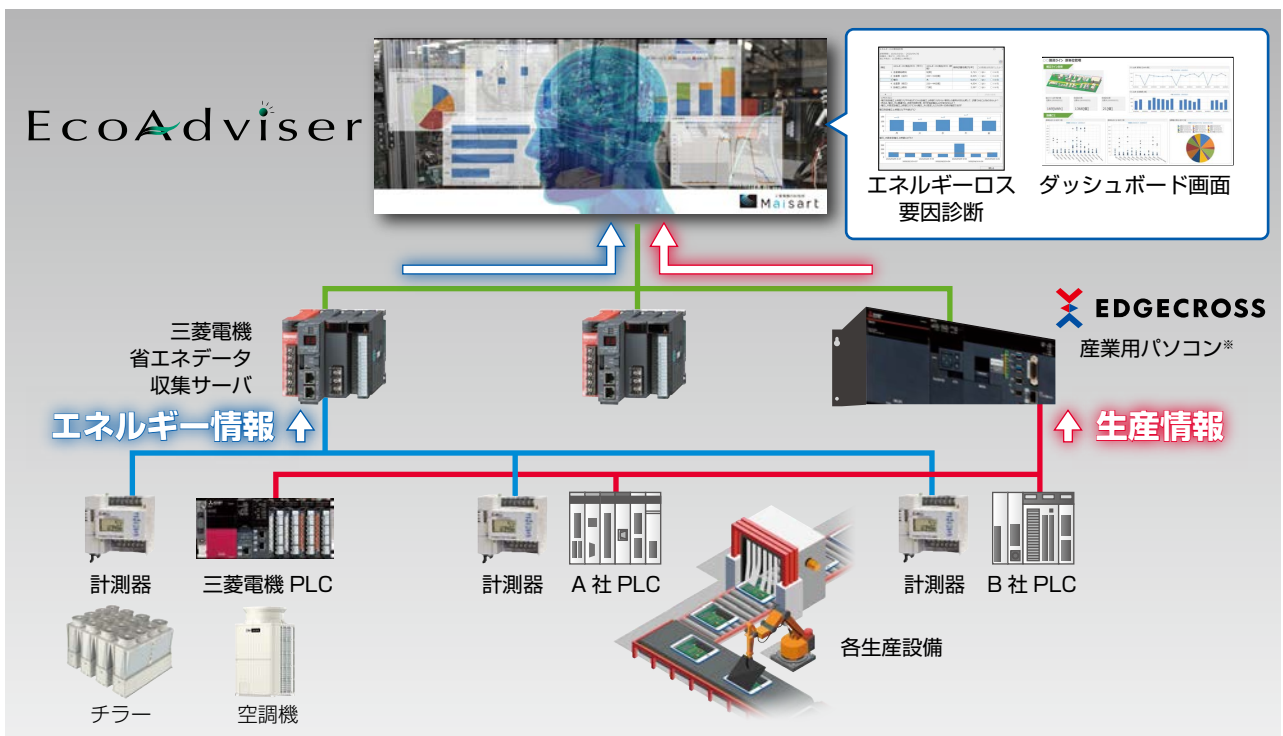 EcoAdviser
Maisart
エネルギーロス
要因診断
ダッシュボード画面
三菱電機
省エネデータ
収集サーバ
EDGECROSS
産業用パソコン※
エネルギー情報
生産情報
計測器
三菱電機 PLC
計測器
A 社 PLC
計測器
B 社 PLC
各生産設備
チラー
空調機